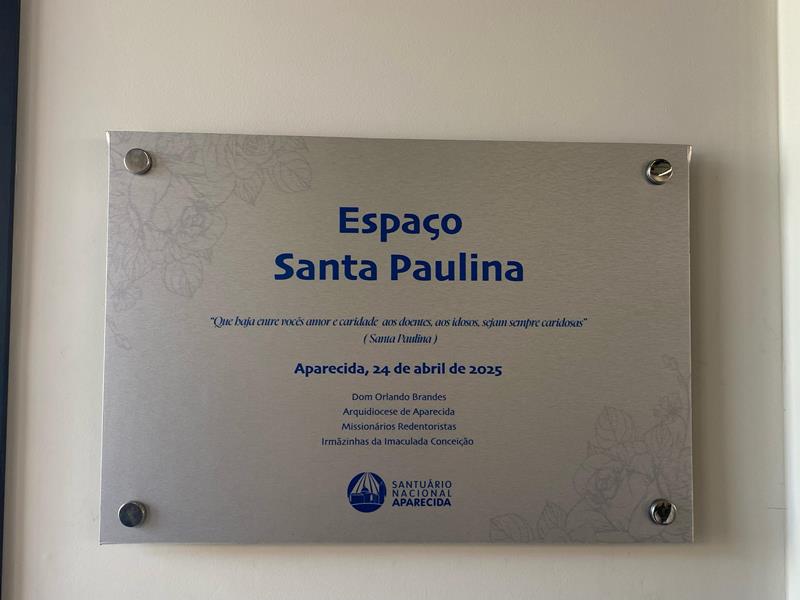 Espaço
Santa Paulina
"Que haja entre vocês amor e caridade aos doentes, aos idosos, sejam sempre caridosas"
( Santa Paulina )
Aparecida, 24 de abril de 2025
Dom Orlando Brandes
Arquidiocese de Aparecida
Missionários Redentoristas
Irmãzinhas da Imaculada Conceição
SANTUÁRIO
NACIONAL
APARECIDA